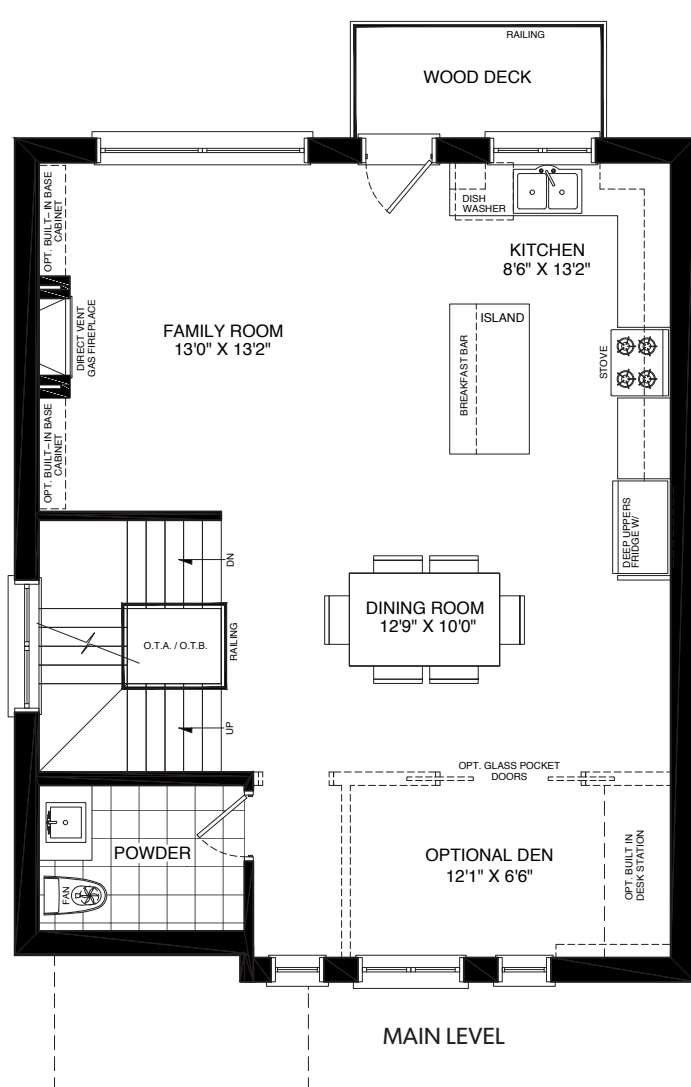 RAILING
WOOD DECK
OPT. BUILT-IN BASE
CABINET
DISH
WASHER
KITCHEN
8'6" X 13'2"
DIRECT VENT
GAS FIREPLACE
FAMILY ROOM
13'0" X 13'2"
ISLAND
BREAKFAST BAR
STOVE
OPT. BUILT-IN BASE
CABINET
DEEP UPPERS
FRIDGE W/
DN
DINING ROOM
12'9" X 10'0"
O.T.A. / O.T.B.
RAILING
UP
OPT. GLASS POCKET
DOORS
POWDER
FAN
OPTIONAL DEN
12'1" X 6'6"
OPT. BUILT IN
DESK STATION
MAIN LEVEL